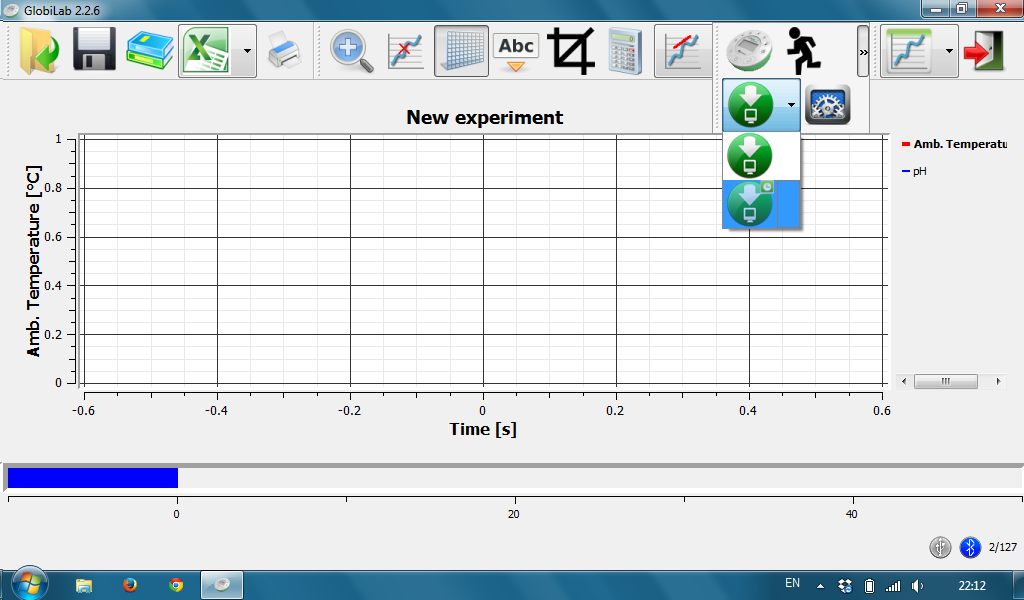 GlobiLab 2.2.6
Abc
»
New experiment
Amb. Temperatu
pH
1
0.8
0.6
0.4
0.2
0
Amb. Temperature [°C]
-0.6 -0.4 -0.2 0 0.2 0.4 0.6
Time [s]
0 20 40
2/127
EN
22:12